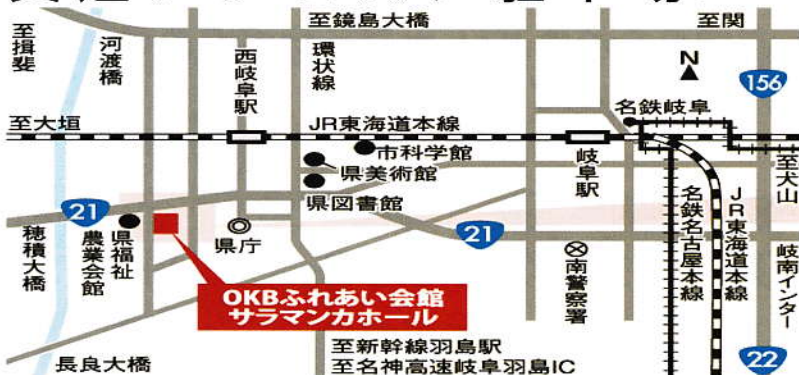 至鏡島大橋
至関
至揖斐
河渡橋
西岐阜駅
環状線
N
156
名鉄岐阜
至大垣
JR東海道本線
市科学館
県美術館
県図書館
岐阜駅
至犬山
21
穂積大橋
県福祉
農業会館
県庁
21
南警察署
名鉄名古屋本線
JR東海道本線
岐南インター
OKBふれあい会館
サラマンカホール
長良大橋
至新幹線羽島駅
至名神高速岐阜羽島IC
22